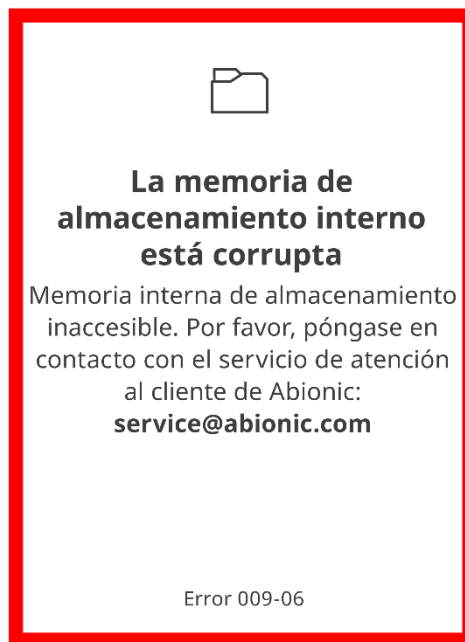 La memoria de
almacenamiento interno
está corrupta
Memoria interna de almacenamiento
inaccesible. Por favor, póngase en
contacto con el servicio de atención
al cliente de Abionic:
service@abionic.com
Error 009-06